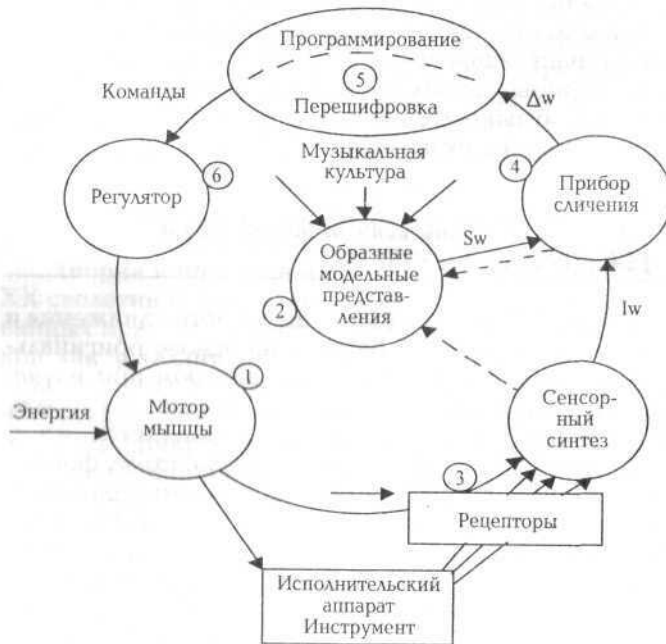 Программирование
5
Перешифровка
Команды
Δw
Музыкальная
культура
6
Регулятор
4
Прибор
сличения
Sw
Образные
модельные
представ-
ления
2
Iw
1
Энергия
Мотор
мышцы
Сенсор-
ный
синтез
3
Рецепторы
Исполнительский
аппарат
Инструмент